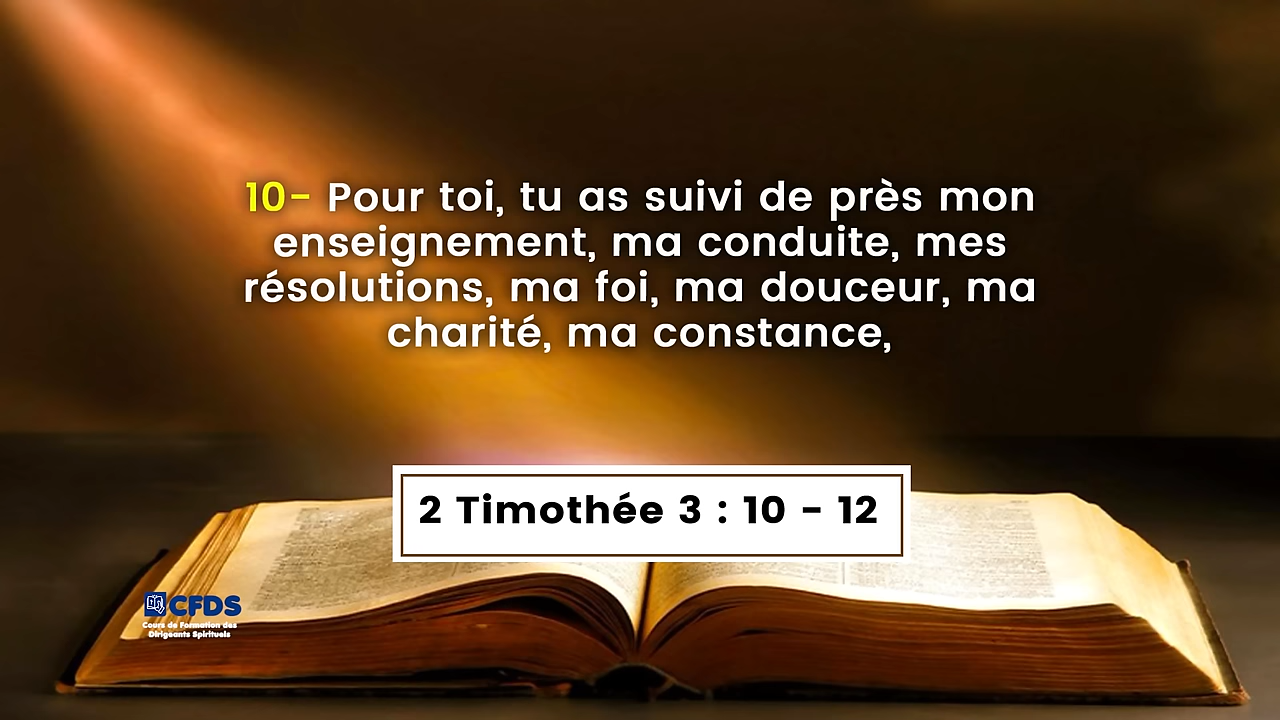 10- Pour toi, tu as suivi de près mon
enseignement, ma conduite, mes
résolutions, ma foi, ma douceur, ma
charité, ma constance,
2 Timothée 3 : 10 - 12
CFDS
Cours de Formation des
Dirigeants Spirituels